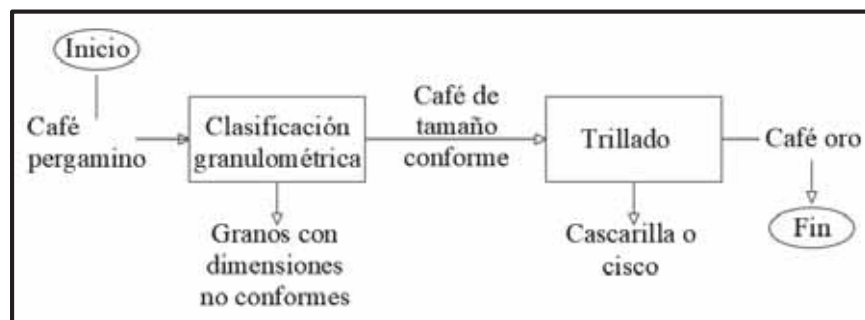 Inicio
Café
pergamino
Clasificación
granulométrica
Granos con
dimensiones
no conformes
Café de
tamaño
conforme
Trillado
Cascarilla o
cisco
Café oro
Fin